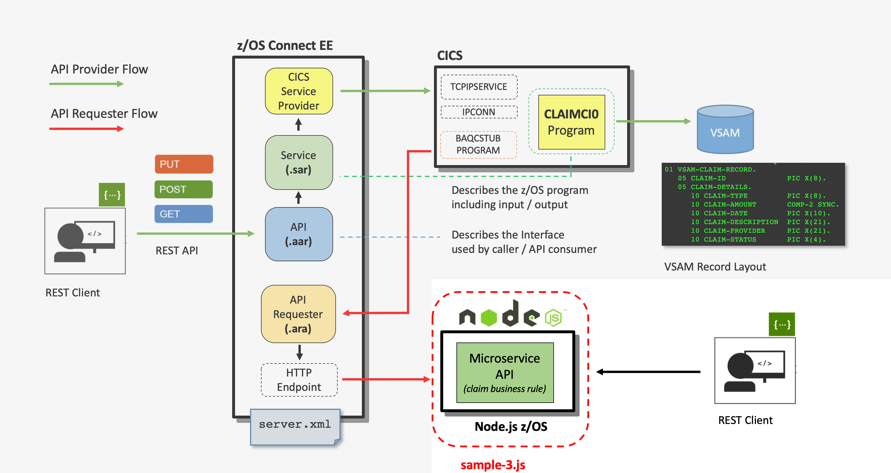 z/OS Connect EE
CICS
API Provider Flow
API Requester Flow
CICS
Service
Provider
TCPIPSERVICE
IPCONN
BAQCSTUB
PROGRAM
CLAIMCI0
Program
VSAM
PUT
POST
GET
REST API
{...}
</>
REST Client
Service
(.sar)
API
(.aar)
Describes the z/OS program
including input / output
Describes the Interface
used by caller / API consumer
01 VSAM-CLAIM-RECORD.
05 CLAIM-ID PIC X(8).
05 CLAIM-DETAILS.
10 CLAIM-TYPE PIC X(8).
10 CLAIM-AMOUNT COMP-2 SYNC.
10 CLAIM-DATE PIC X(10).
10 CLAIM-DESCRIPTION PIC X(21).
10 CLAIM-PROVIDER PIC X(21).
10 CLAIM-STATUS PIC X(4).
VSAM Record Layout
API
Requester
(.ara)
HTTP
Endpoint
server.xml
node
JS
Microservice
API
(claim business rule)
Node.js z/OS
sample-3.js
{...}
</>
REST Client